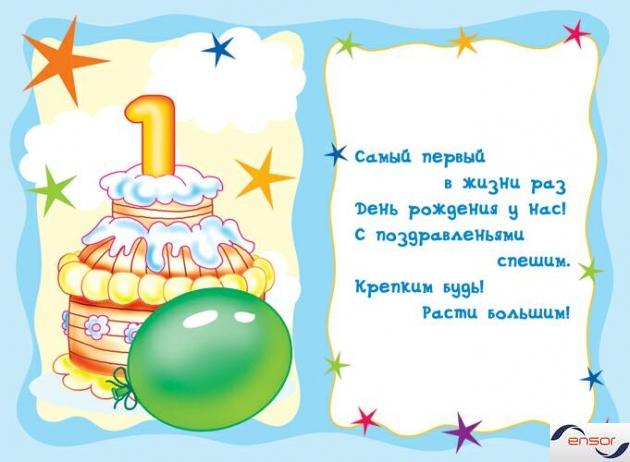 1
Самый первый
в жизни раз
День рождения у нас!
С поздравленьями
спешим.
Крепким будь!
Расти большим!
ensor